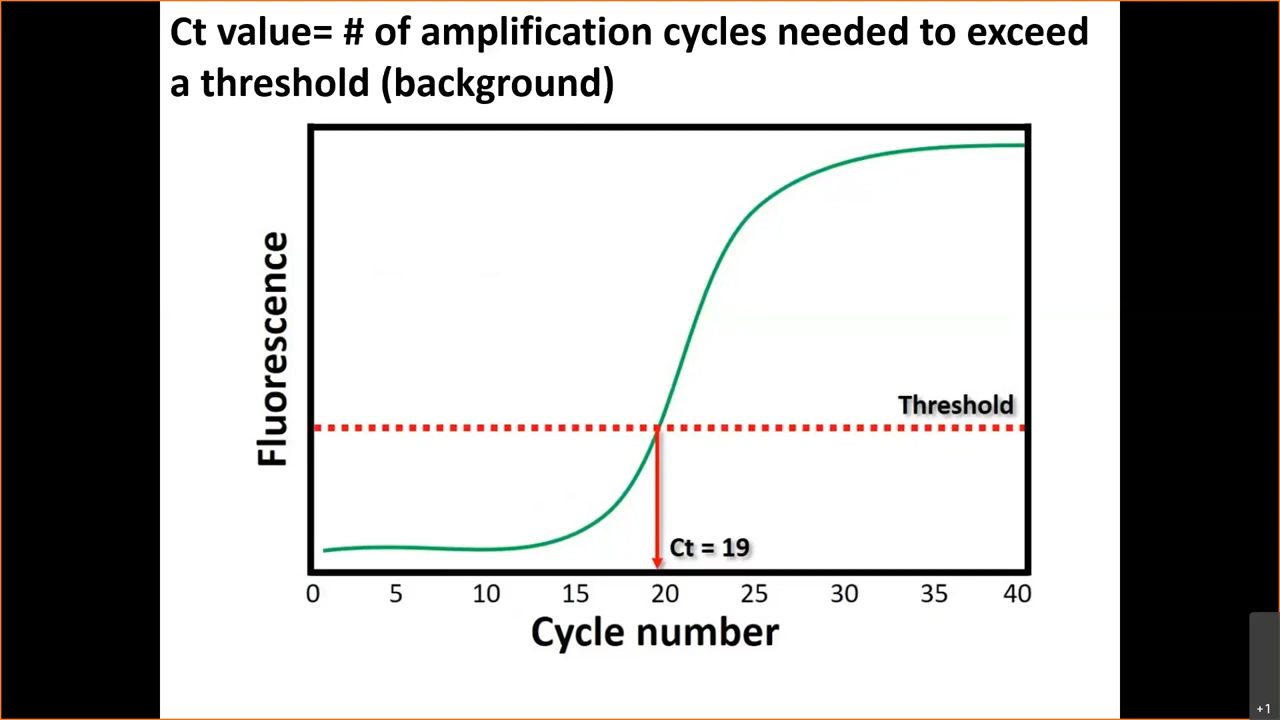 Ct value= # of amplification cycles needed to exceed
a threshold (background)
Fluorescence
Threshold
Ct = 19
0 5 10 15 20 25 30 35 40
Cycle number
+1